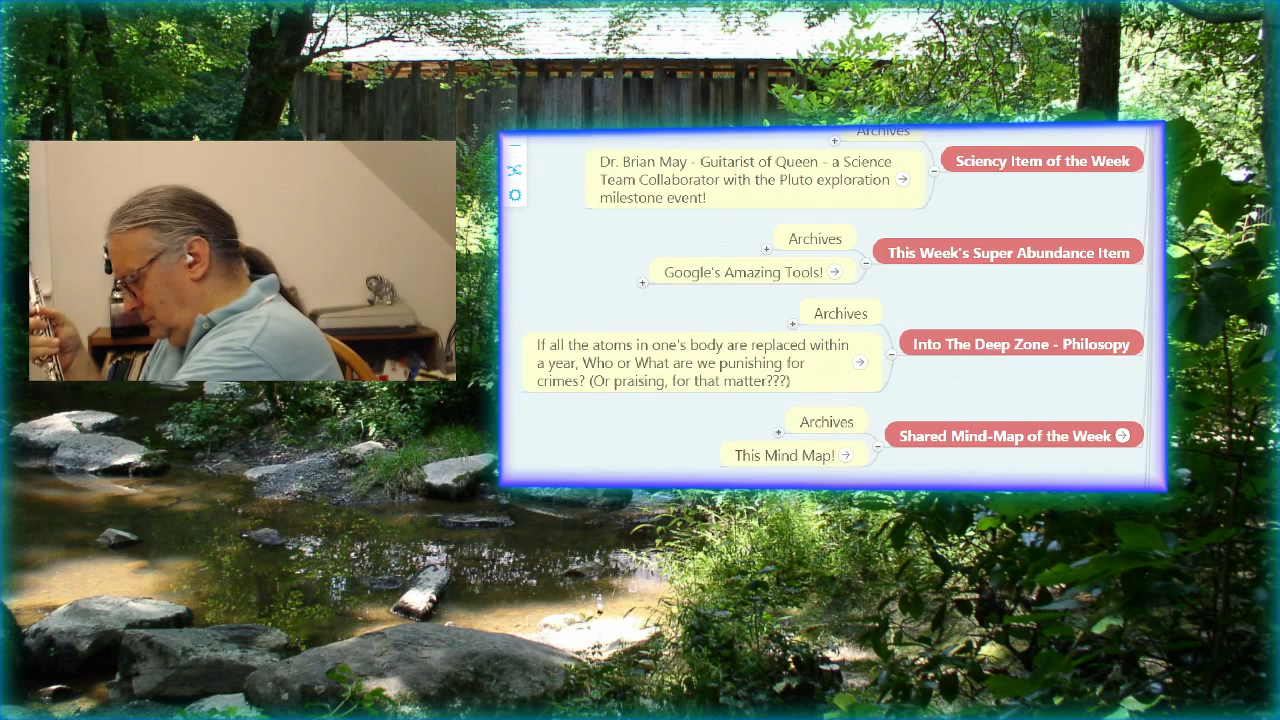 Archives
Dr. Brian May - Guitarist of Queen - a Science
Team Collaborator with the Pluto exploration
milestone event!
Sciency Item of the Week
Archives
Google's Amazing Tools!
This Week's Super Abundance Item
Archives
If all the atoms in one's body are replaced within
a year, Who or What are we punishing for
crimes? (Or praising, for that matter???)
Into The Deep Zone - Philosopy
Archives
This Mind Map!
Shared Mind-Map of the Week